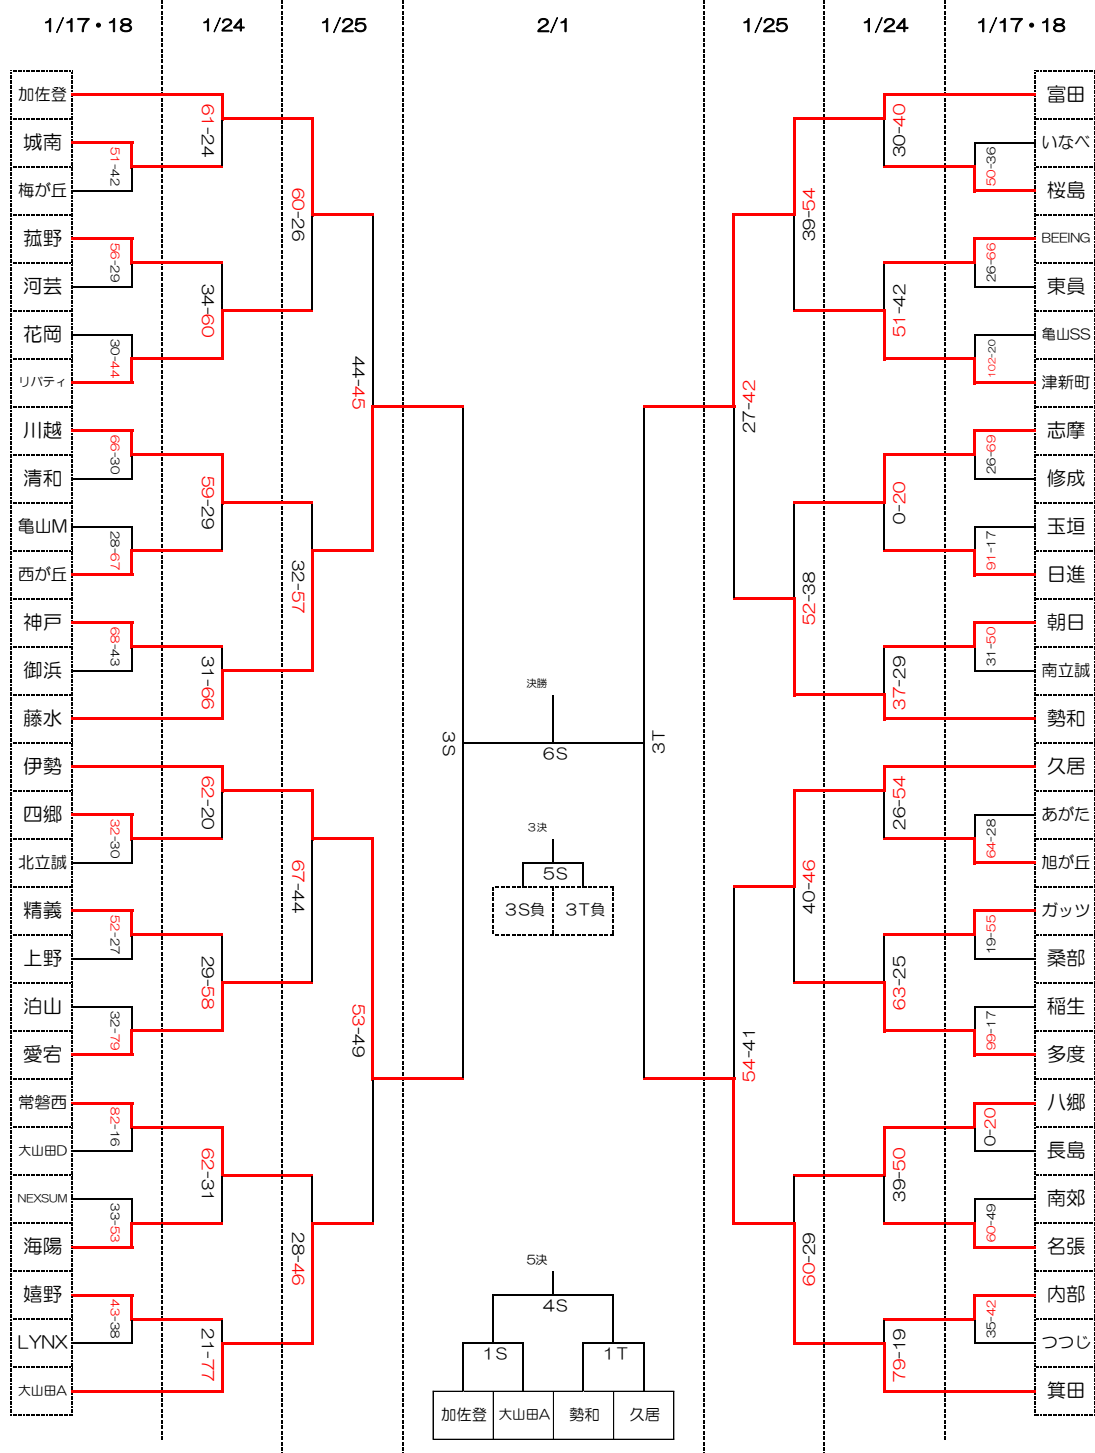 1/17・18 1/24 1/25 2/1 1/25 1/24 1/17・18
加佐登
城南
梅が丘
菰野
河芸
花岡
リバティ
川越
清和
亀山M
西が丘
神戸
御浜
藤水
伊勢
四郷
北立誠
精義
上野
泊山
愛宕
常磐西
大山田D
NEXSUM
海陽
嬉野
LYNX
大山田A
51-42
56-29
30-44
66-30
28-67
68-43
32-30
52-27
32-79
82-16
33-53
43-38
61-24
34-60
59-29
31-66
62-20
29-58
62-31
21-77
60-26
32-57
67-44
28-46
44-45
53-49
3S
決勝
6S
3T
3決
5S
3S負 3T負
5決
4S
1S 1T
加佐登 大山田A 勢和 久居
27-42
54-41
39-54
52-38
40-46
60-29
30-40
51-42
0-20
37-29
26-54
63-25
39-50
79-19
50-36
26-66
102-20
26-69
91-17
31-50
64-28
19-55
99-17
0-20
60-49
35-42
富田
いなべ
桜島
BEEING
東員
亀山SS
津新町
志摩
修成
玉垣
日進
朝日
南立誠
勢和
久居
あがた
旭が丘
ガッツ
桑部
稲生
多度
八郷
長島
南郊
名張
内部
つつじ
箕田